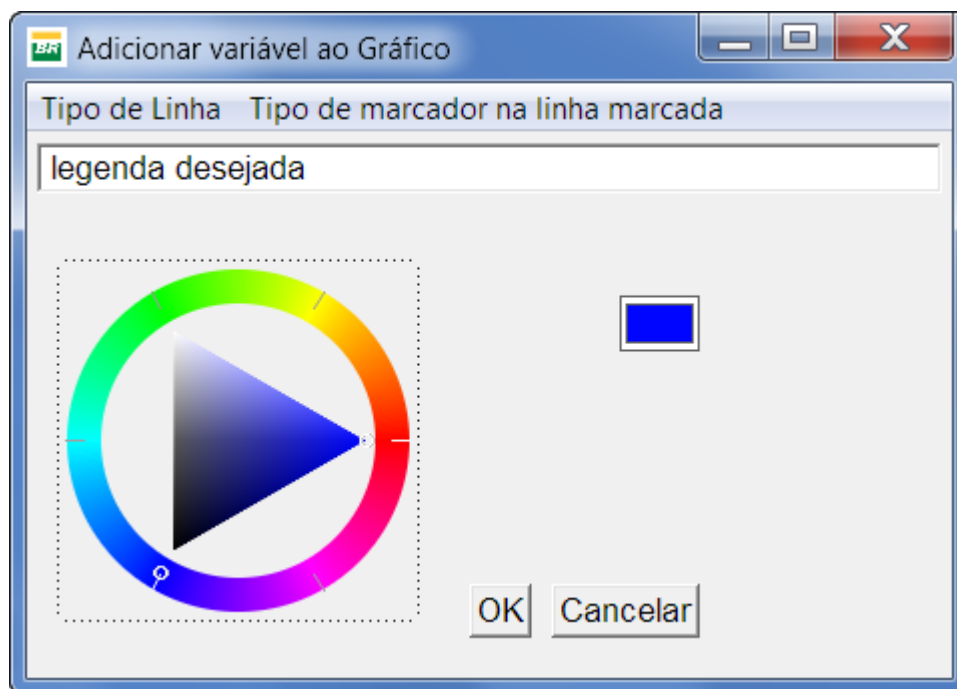 BR Adicionar variável ao Gráfico
Tipo de Linha Tipo de marcador na linha marcada
legenda desejada
OK Cancelar